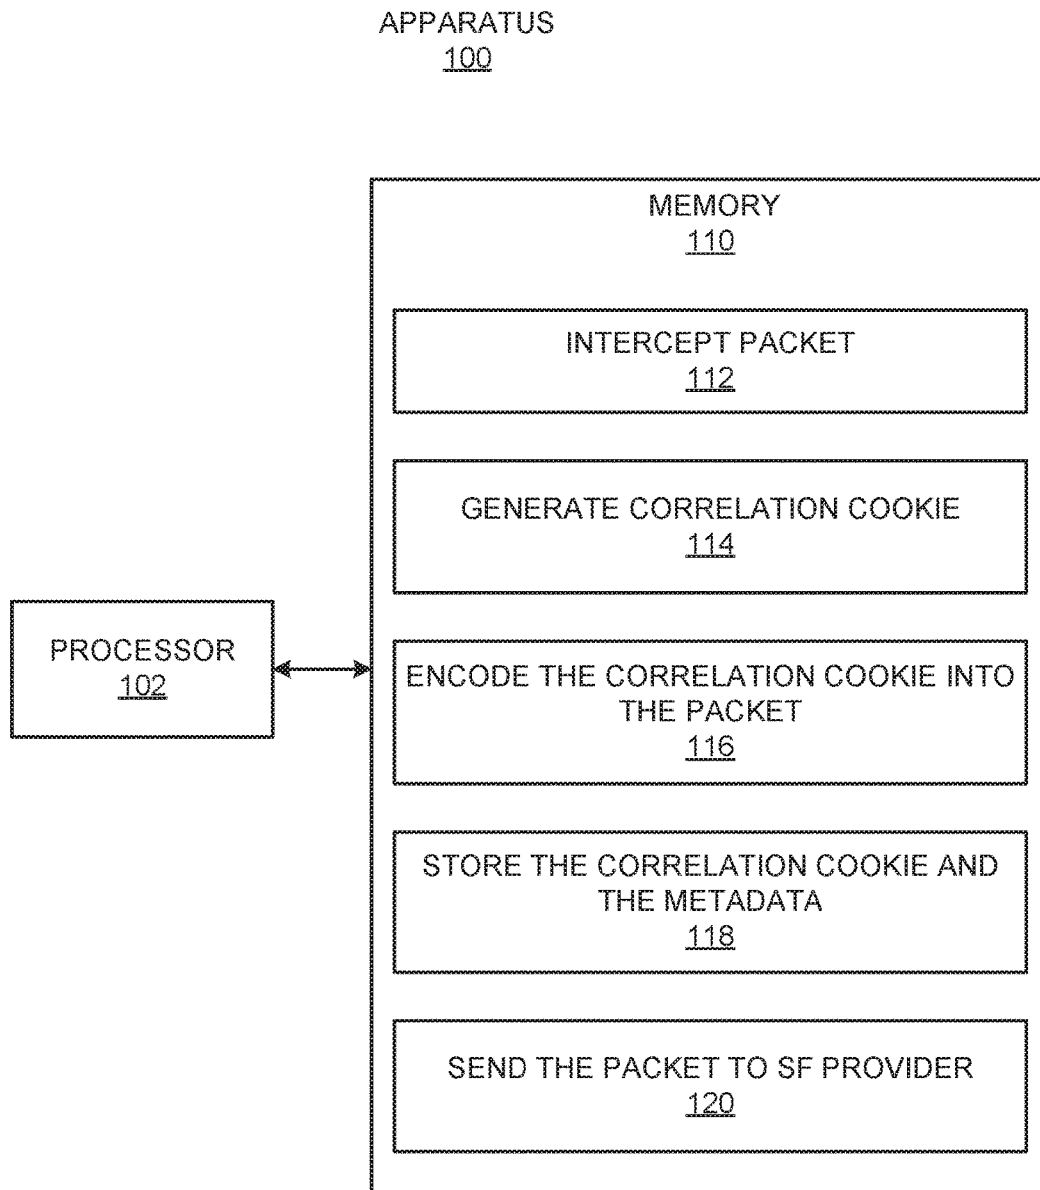 APPARATUS
100
MEMORY
110
INTERCEPT PACKET
112
GENERATE CORRELATION COOKIE
114
PROCESSOR
102
ENCODE THE CORRELATION COOKIE INTO
THE PACKET
116
STORE THE CORRELATION COOKIE AND
THE METADATA
118
SEND THE PACKET TO SF PROVIDER
120